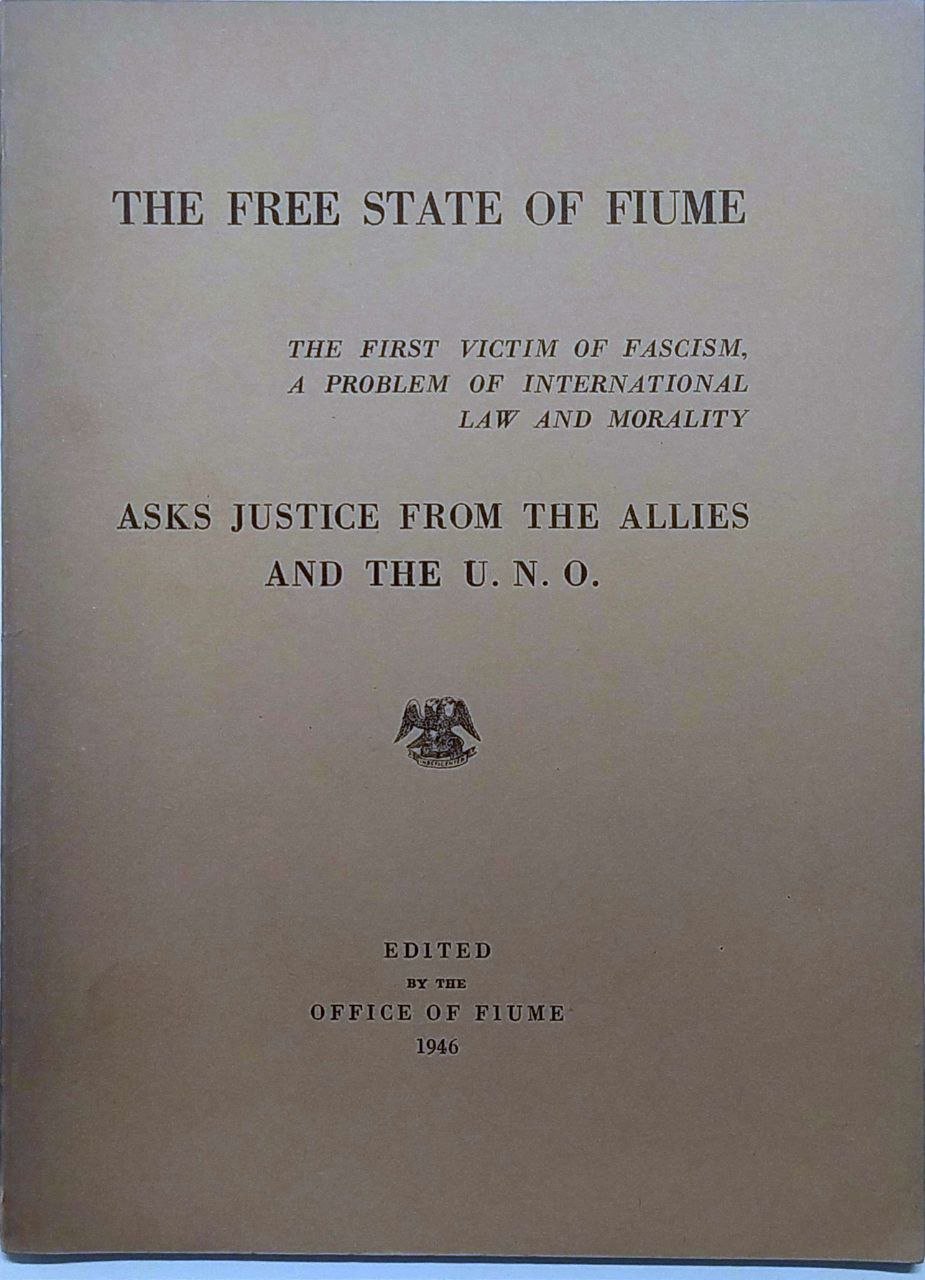 THE FREE STATE OF FIUME
THE FIRST VICTIM OF FASCISM,
A PROBLEM OF INTERNATIONAL
LAW AND MORALITY
ASKS JUSTICE FROM THE ALLIES
AND THE U. N. O.
EDITED
BY THE
OFFICE OF FIUME
1946